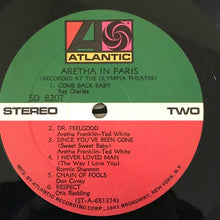 ATLANTIC
ARETHA IN PARIS
(RECORDED AT THE OLYMPIA THEATRE)
1. COME BACK BABY
Ray Charles
SD 8207
STEREO TWO
2. DR. FEELGOOD
Aretha Franklin-Ted White
3. SINCE YOU'VE BEEN GONE
(Sweet Sweet Baby)
Aretha Franklin-Ted White
4. I NEVER LOVED MAN
(The Way I Love You)
Ronnie Shannon
5. CHAIN OF FOOLS
Don Covay
6. RESPECT
Otis Redding
(ST-A-681374)
MFG. BY ATLANTIC RECORDING CORP., 1841 BROADWAY, NEW YORK, N.Y.